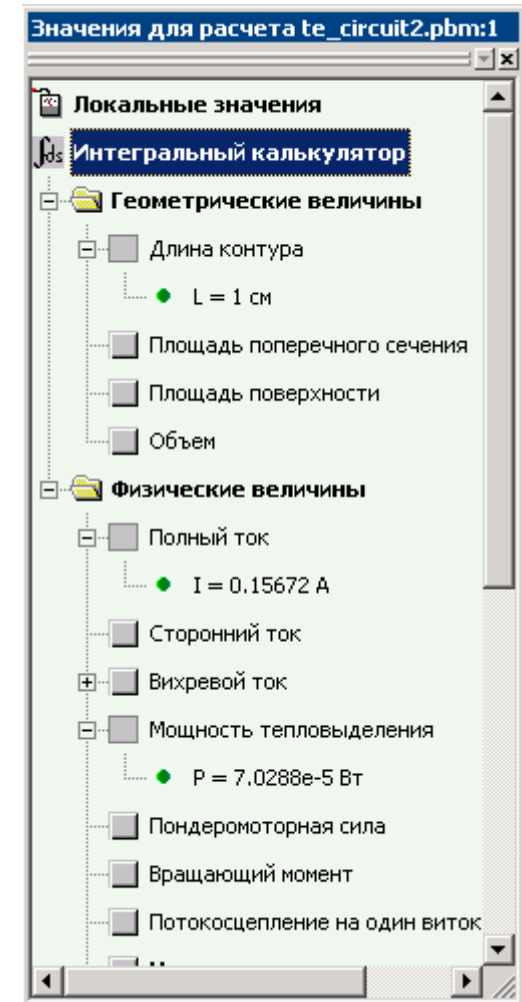 Значения для расчета te_circuit2.pbm:1
Локальные значения
∫ds Интегральный калькулятор
Геометрические величины
Длина контура
L = 1 см
Площадь поперечного сечения
Площадь поверхности
Объем
Физические величины
Полный ток
I = 0.15672 А
Сторонний ток
Вихревой ток
Мощность тепловыделения
P = 7.0288e-5 Вт
Пондеромоторная сила
Вращающий момент
Потокосцепление на один виток